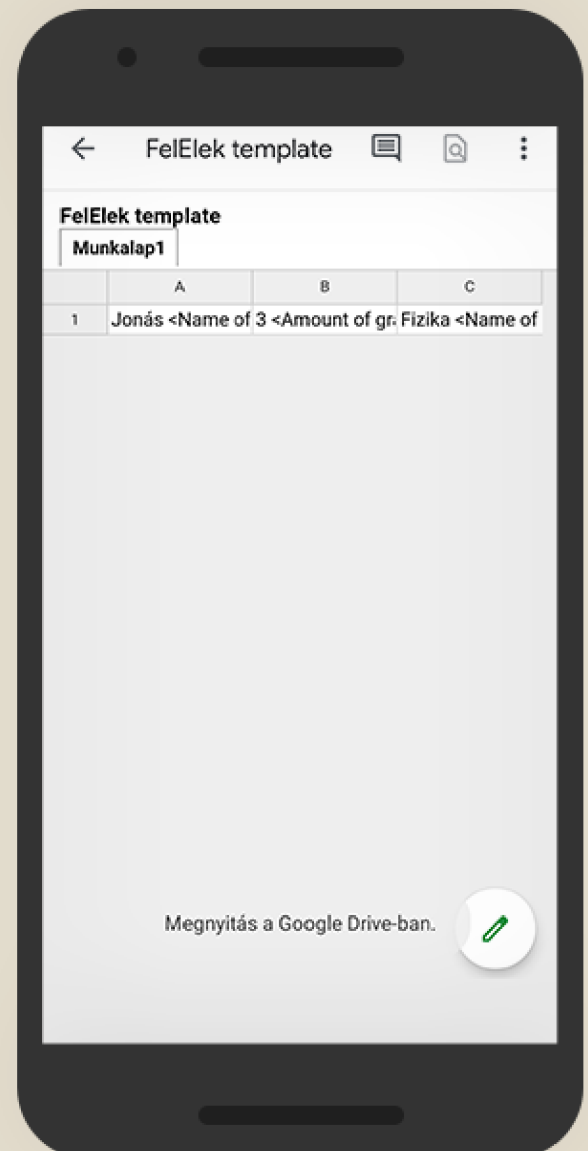 FelElek template
FelElek template
Munkalap1
A B C
1 Jonás <Name of 3 <Amount of gr Fizika <Name of
Megnyitás a Google Drive-ban.